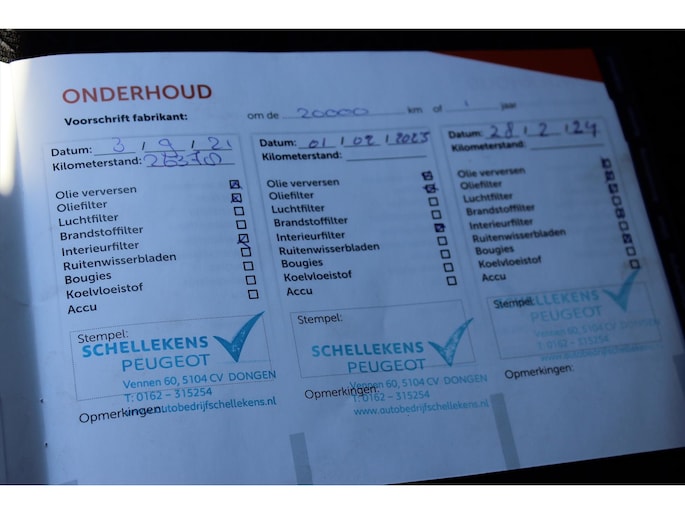 ONDERHOUD
Voorschrift fabrikant: om de 20000 km of 1 jaar
Datum: 3 / 9 / 21
Kilometerstand:
Olie verversen
Oliefilter
Luchtfilter
Brandstoffilter
Interieurfilter
Ruitenwisserbladen
Bougies
Koelvloeistof
Accu
Stempel:
SCHELLEKENS
PEUGEOT
Vennen 60, 5104 CV DONGEN
T: 0162 - 315254
www.autobedrijfschellekens.nl
Opmerkingen:
Datum: 01 / 02 / 2023
Kilometerstand:
Olie verversen
Oliefilter
Luchtfilter
Brandstoffilter
Interieurfilter
Ruitenwisserbladen
Bougies
Koelvloeistof
Accu
Stempel:
SCHELLEKENS
PEUGEOT
Vennen 60, 5104 CV DONGEN
T: 0162 - 315254
www.autobedrijfschellekens.nl
Opmerkingen:
Datum: 28 / 2 / 24
Kilometerstand:
Olie verversen
Oliefilter
Luchtfilter
Brandstoffilter
Interieurfilter
Ruitenwisserbladen
Bougies
Koelvloeistof
Accu
Stempel:
SCHELLEKENS
PEUGEOT
Vennen 60, 5104 CV DONGEN
T: 0162 - 315254
www.autobedrijfschellekens.nl
Opmerkingen: